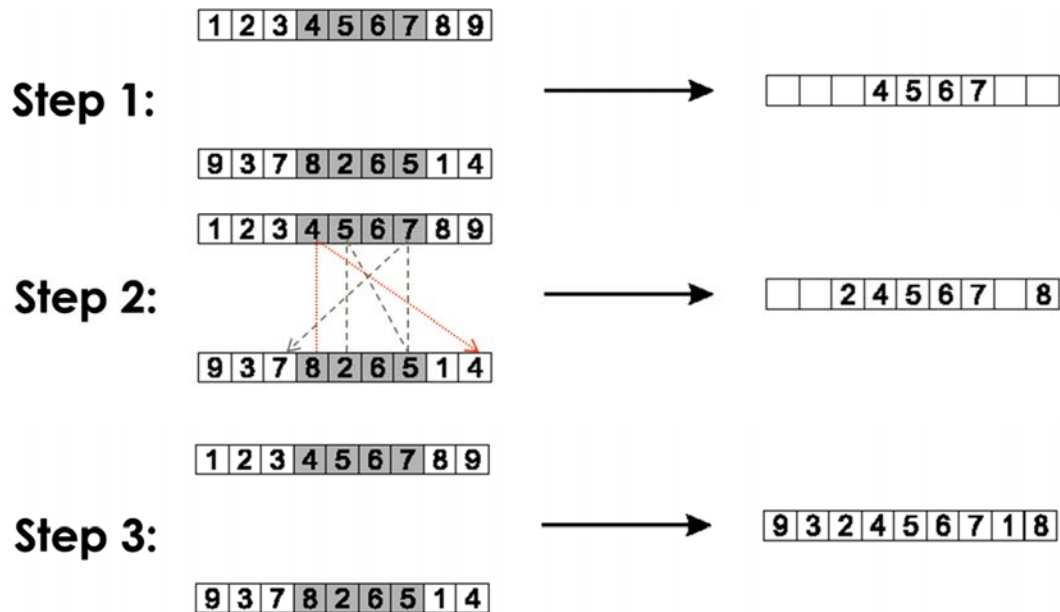 1 2 3 4 5 6 7 8 9
Step 1:
4 5 6 7
9 3 7 8 2 6 5 1 4
1 2 3 4 5 6 7 8 9
Step 2:
2 4 5 6 7 8
9 3 7 8 2 6 5 1 4
1 2 3 4 5 6 7 8 9
Step 3:
9 3 2 4 5 6 7 1 8
9 3 7 8 2 6 5 1 4